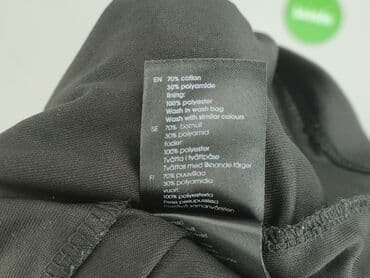 EN 70% cotton
30% polyamide
lining:
100% polyester
Wash in wash bag
Wash with similar colours
SE 70% bomull
30% polyamid
foder:
100% polyester
Tvätta i tvättpåse
Tvättas med liknande färger
FI 70% puuvillaa
30% polyamidia
vuori:
100% polyesteria
Pese pesupussissa